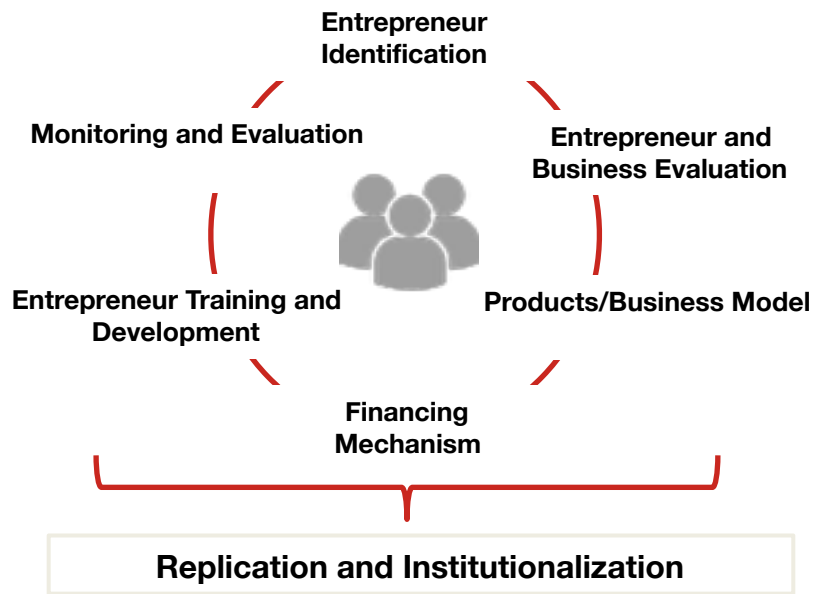 Entrepreneur
Identification
Monitoring and Evaluation
Entrepreneur and
Business Evaluation
Entrepreneur Training and
Development
Products/Business Model
Financing
Mechanism
Replication and Institutionalization